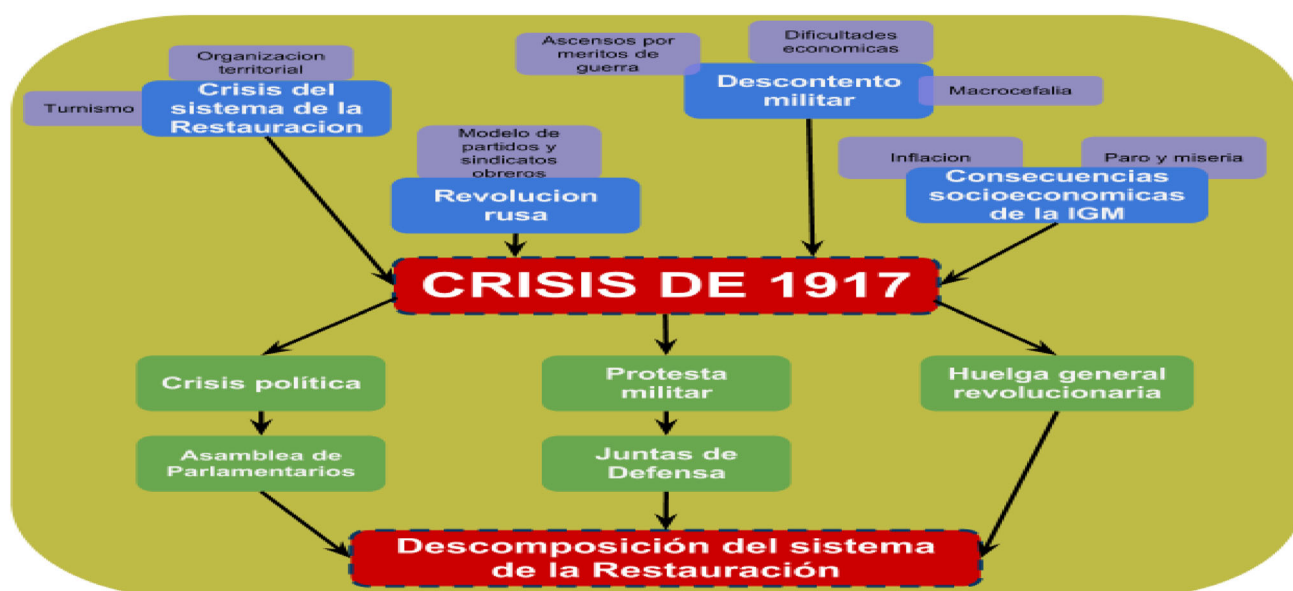 Organizacion
territorial
Turnismo
Crisis del
sistema de la
Restauracion
Ascensos por
meritos de
guerra
Dificultades
economicas
Descontento
militar
Macrocefalia
Modelo de
partidos y
sindicatos
obreros
Revolucion
rusa
Inflacion
Paro y miseria
Consecuencias
socioeconomicas
de la IGM
CRISIS DE 1917
Crisis política
Protesta
militar
Huelga general
revolucionaria
Asamblea de
Parlamentarios
Juntas de
Defensa
Descomposición del sistema
de la Restauración